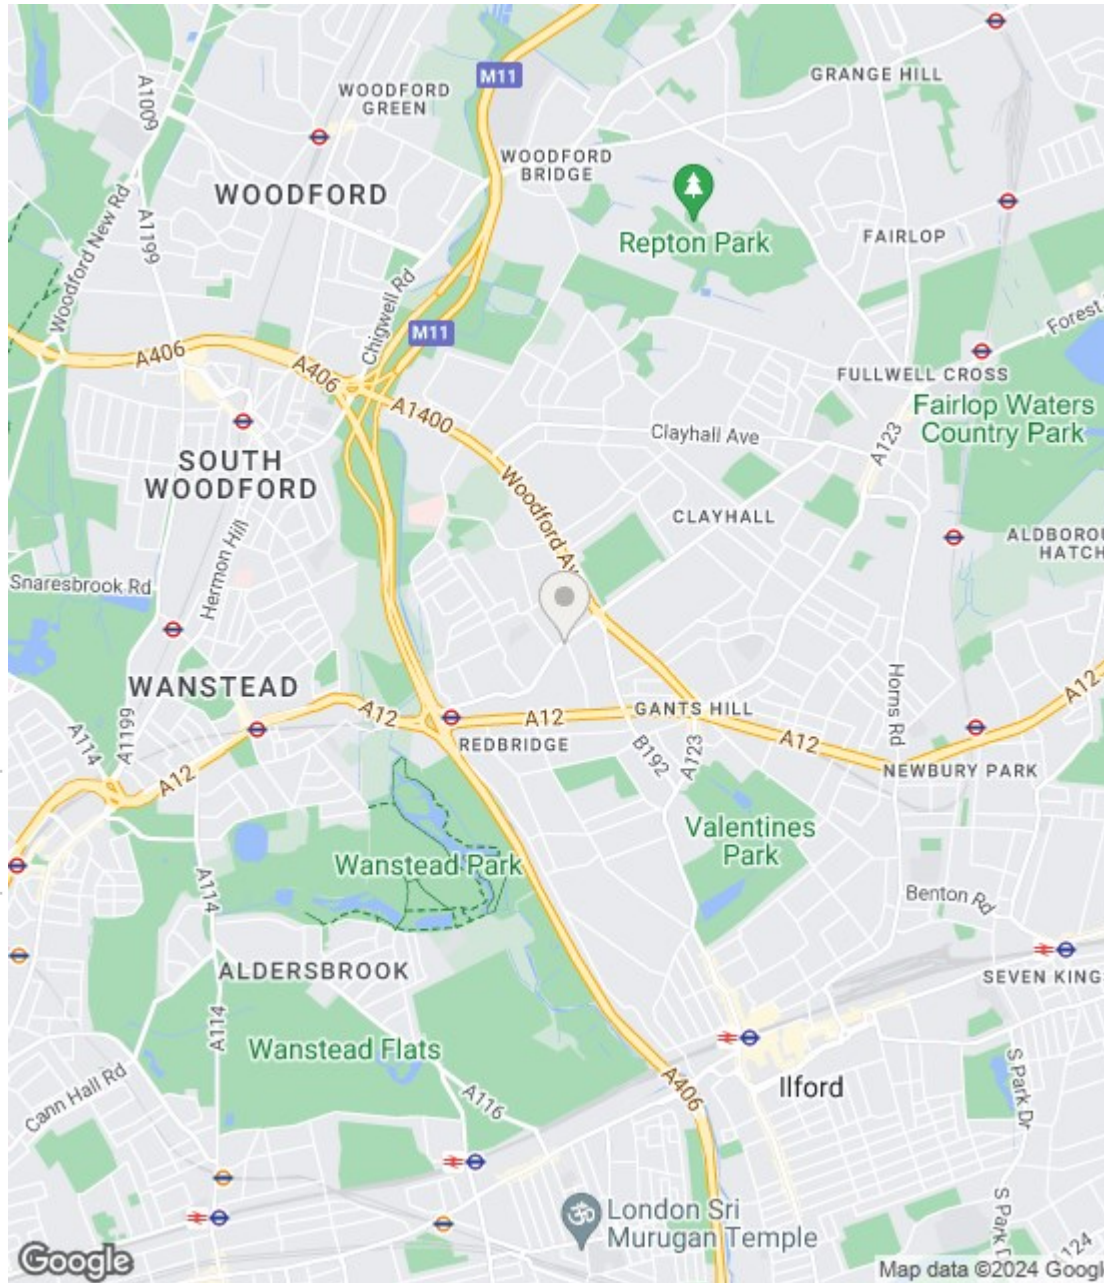 M11
GRANGE HILL
WOODFORD
GREEN
A1009
WOODFORD
BRIDGE
WOODFORD
Woodford New Rd
A1199
Repton Park
FAIRLOP
Chigwell Rd
M11
Forest
A406
A406
FULLWELL CROSS
A1400
Fairlop Waters
Country Park
Clayhall Ave
A123
SOUTH
WOODFORD
Woodford Av
CLAYHALL
ALDBOROU
HATCH
Hermon Hill
Snaresbrook Rd
WANSTEAD
Horns Rd
A12
A12
A12
GANTS HILL
A114
A1199
REDBRIDGE
B192
A123
A12
NEWBURY PARK
A12
Valentines
Park
Wanstead Park
A114
Benton Rd
ALDERSBROOK
SEVEN KING
A114
Wanstead Flats
A406
Ilford
S Park Dr
Cann Hall Rd
A116
London Sri
Murugan Temple
S Park D
A124
Google
Map data ©2024 Google